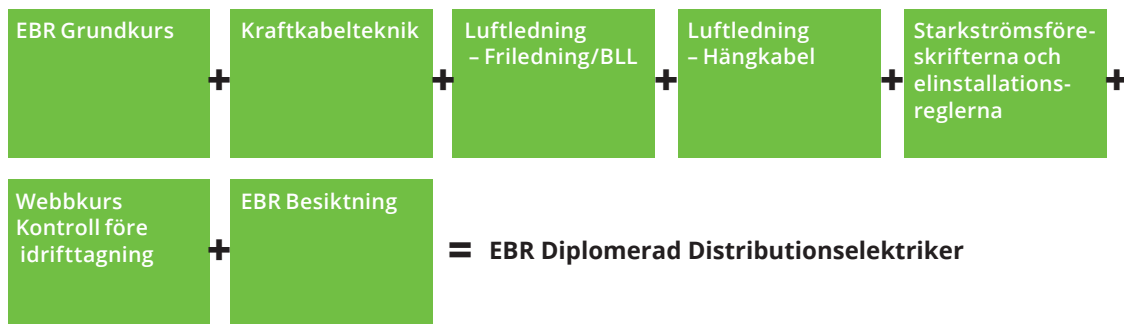 EBR Grundkurs
+
Kraftkabelteknik
+
Luftledning
– Friledning/BLL
+
Luftledning
– Hängkabel
+
Starkströmsföre-
skrifterna och
elinstallations-
reglerna
+
Webbkurs
Kontroll före
idrifttagning
+
EBR Besiktning
= EBR Diplomerad Distributionselektriker